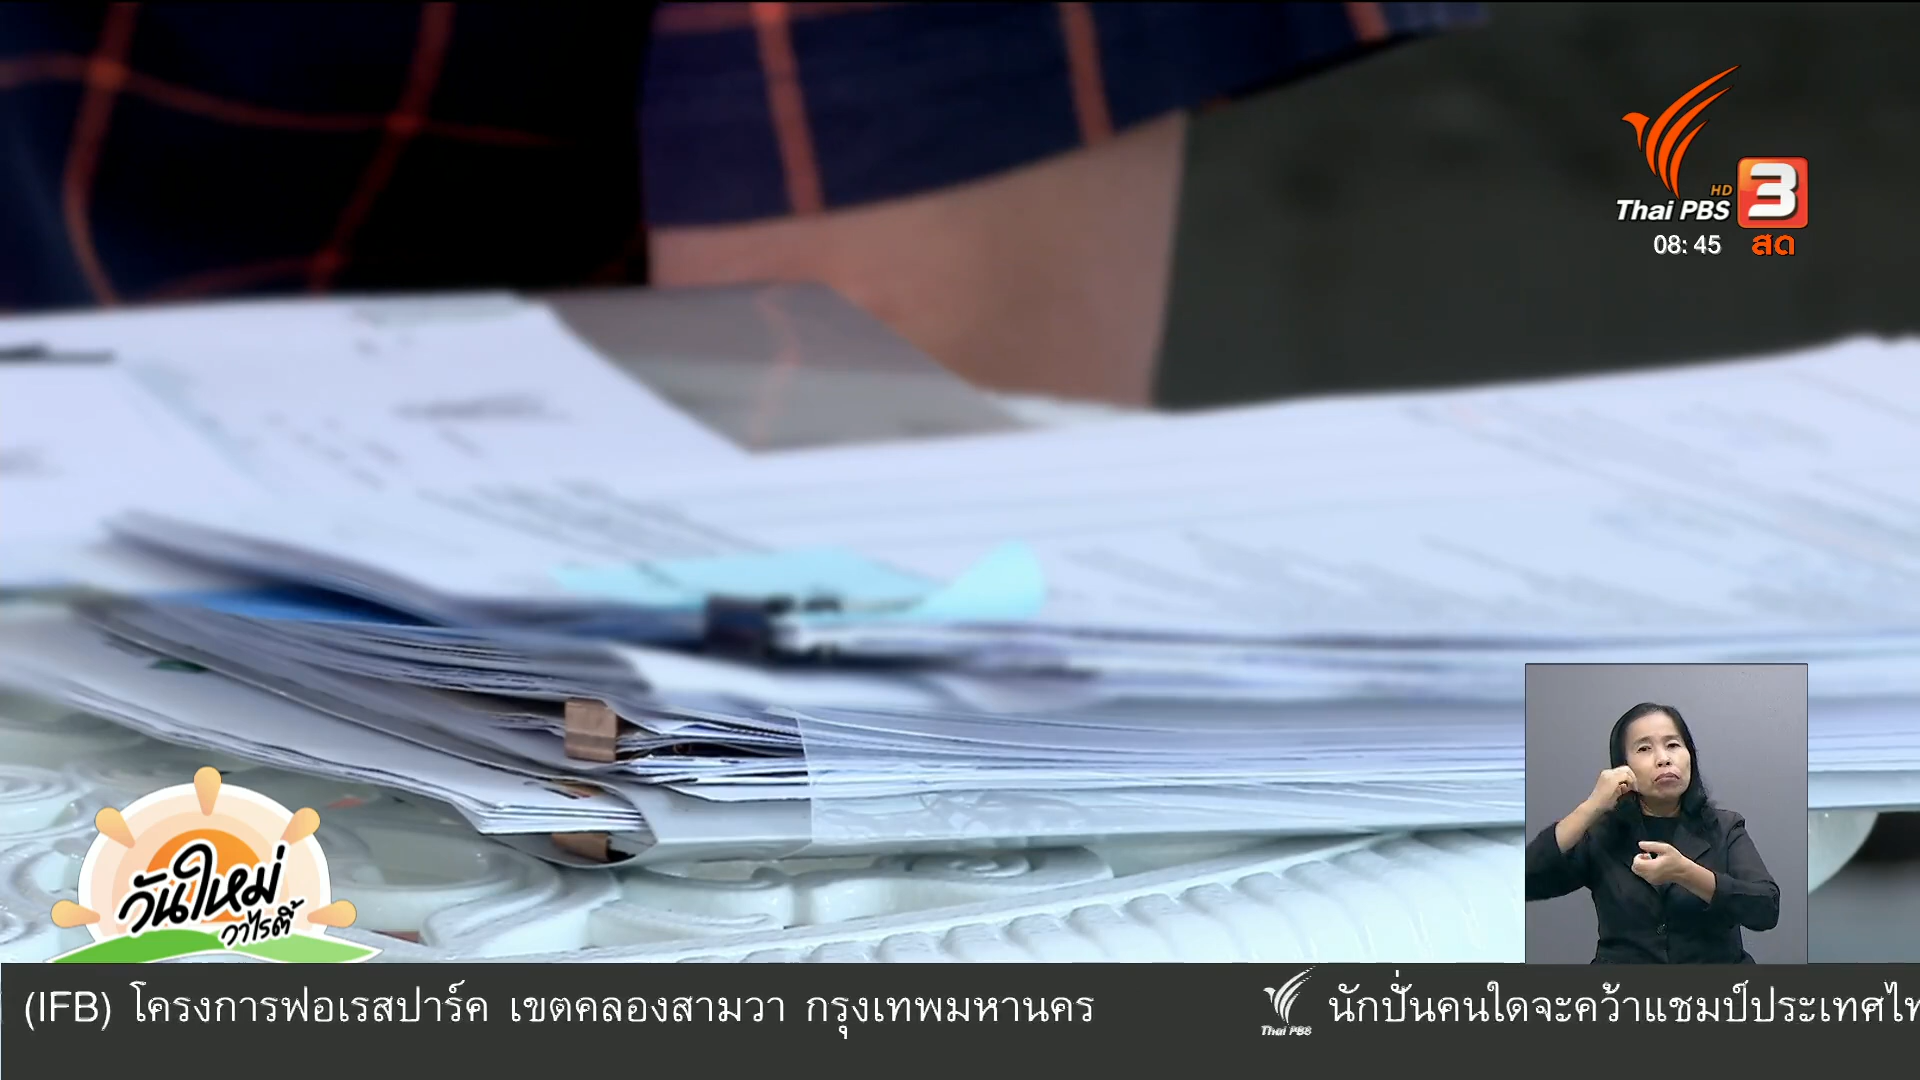 HD
Thai PBS 3
08:45 สด
วันใหม่
วาไรตี้
(IFB) โครงการฟอเรสปาร์ค เขตคลองสามวา กรุงเทพมหานคร Thai PBS นักปั่นคนใดจะคว้าแชมป์ประเทศไท